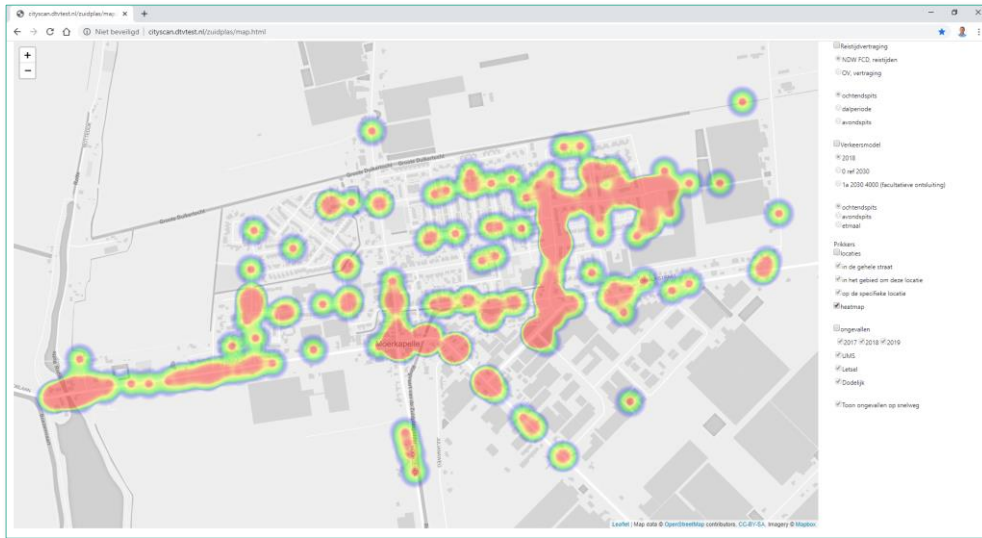 cityscan.dtvtest.nl/zuidplas/map
Niet beveiligd | cityscan.dtvtest.nl/zuidplas/map.html
+
−
Reistijdvertraging
NDW FCD, reistijden
OV, vertraging
ochtendspits
dalperiode
avondspits
Verkeersmodel
2018
0 ref 2030
1a 2030 4000 (facultatieve ontsluiting)
ochtendspits
avondspits
etmaal
Prikkers
locaties
in de gehele straat
in het gebied om deze locatie
op de specifieke locatie
heatmap
ongevallen
2017 2018 2019
UMS
Letsel
Dodelijk
Toon ongevallen op snelweg
Moerkapelle
Leaflet | Map data © OpenStreetMap contributors, CC-BY-SA, Imagery © Mapbox